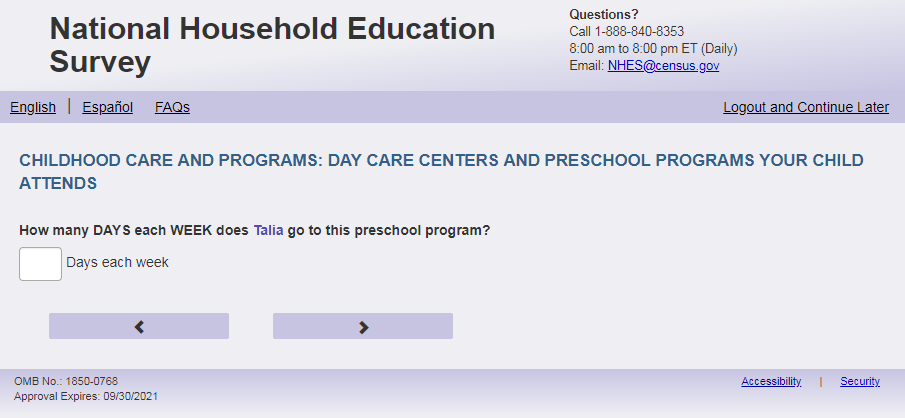 National Household Education
Survey
Questions?
Call 1-888-840-8353
8:00 am to 8:00 pm ET (Daily)
Email: NHES@census.gov
English | Español FAQs
Logout and Continue Later
CHILDHOOD CARE AND PROGRAMS: DAY CARE CENTERS AND PRESCHOOL PROGRAMS YOUR CHILD
ATTENDS
How many DAYS each WEEK does Talia go to this preschool program?
Days each week
OMB No.: 1850-0768
Approval Expires: 09/30/2021
Accessibility | Security